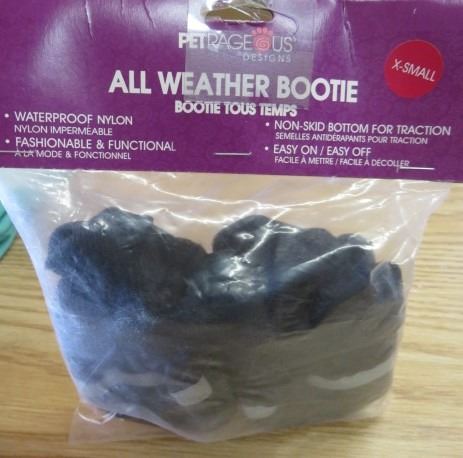 PETRAGEOUS
DESIGNS
X-SMALL
ALL WEATHER BOOTIE
BOOTIE TOUS TEMPS
• WATERPROOF NYLON
NYLON IMPERMEABLE
• FASHIONABLE & FUNCTIONAL
À LA MODE & FONCTIONNEL
• NON-SKID BOTTOM FOR TRACTION
SEMELLES ANTIDÉRAPANTS POUR TRACTION
• EASY ON / EASY OFF
FACILE À METTRE / FACILE À DÉCOLLER